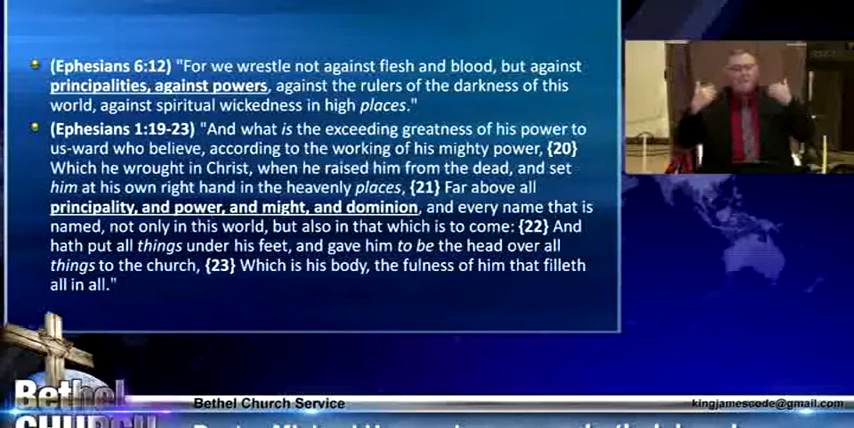 (Ephesians 6:12) "For we wrestle not against flesh and blood, but against
principalities, against powers, against the rulers of the darkness of this
world, against spiritual wickedness in high places."
(Ephesians 1:19-23) "And what is the exceeding greatness of his power to
us-ward who believe, according to the working of his mighty power, {20}
Which he wrought in Christ, when he raised him from the dead, and set
him at his own right hand in the heavenly places, {21} Far above all
principality, and power, and might, and dominion, and every name that is
named, not only in this world, but also in that which is to come: {22} And
hath put all things under his feet, and gave him to be the head over all
things to the church, {23} Which is his body, the fulness of him that filleth
all in all."
Bethel
CHURCH
Bethel Church Service
kingjamescode@gmail.com